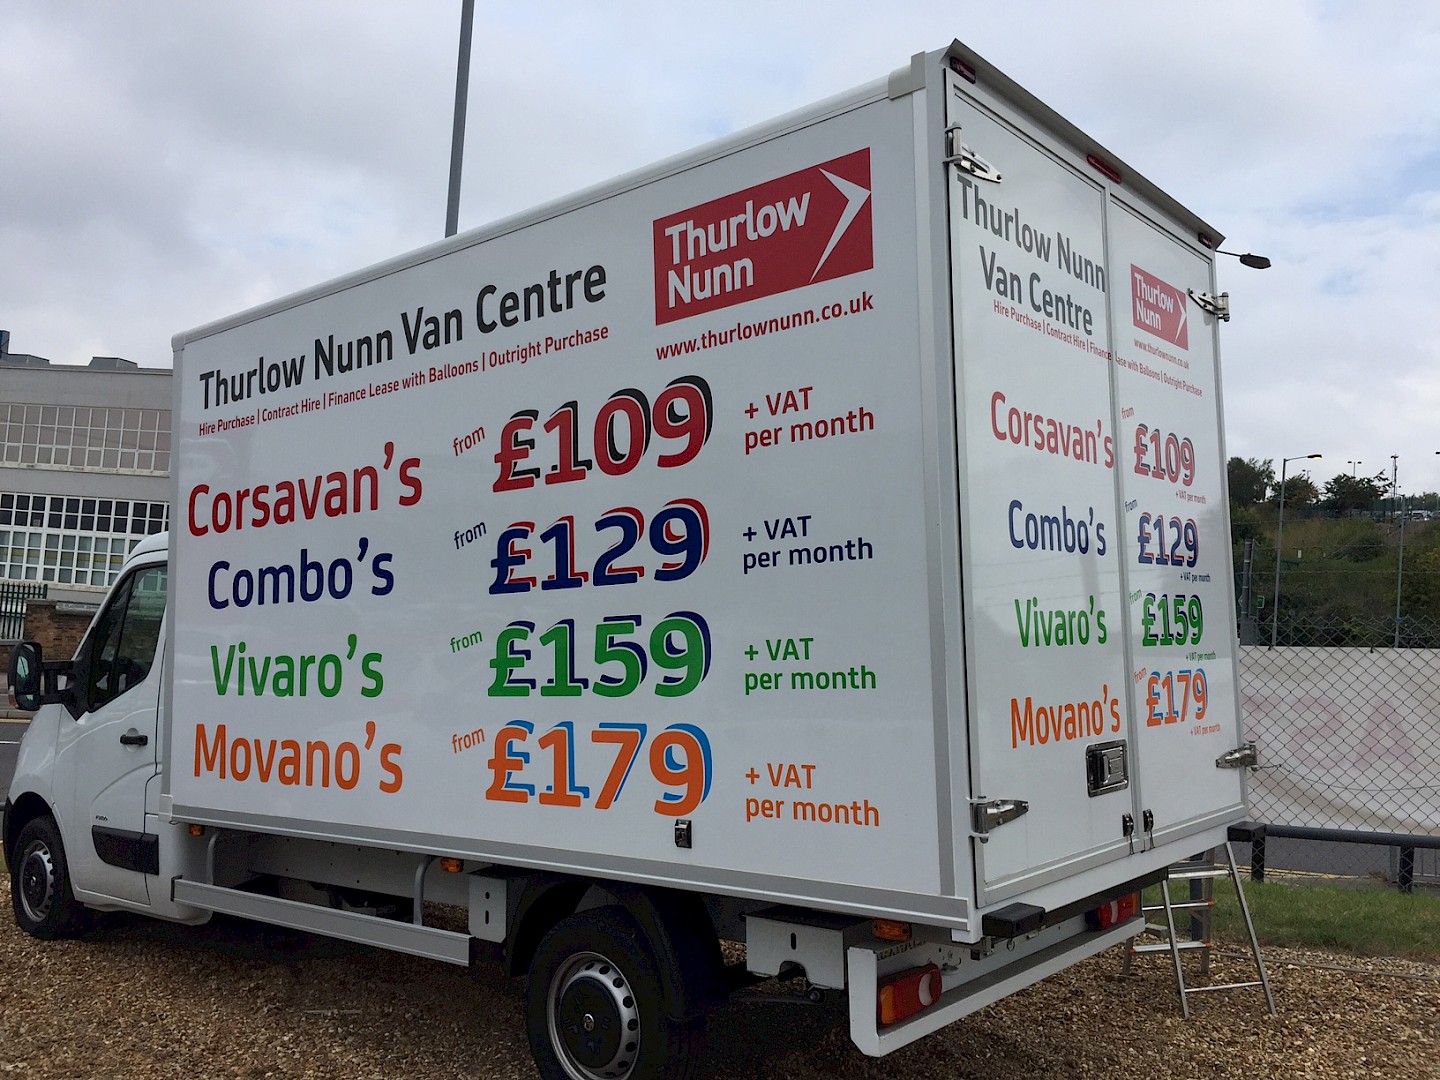 Thurlow Nunn Van Centre
Hire Purchase | Contract Hire | Finance Lease with Balloons | Outright Purchase
Thurlow
Nunn
www.thurlownunn.co.uk
Corsavan's from £109 + VAT
per month
Combo's from £129 + VAT
per month
Vivaro's from £159 + VAT
per month
Movano's from £179 + VAT
per month
Thurlow Nunn
Van Centre
Hire Purchase | Contract Hire | Finance Lease with Balloons | Outright Purchase
Thurlow
Nunn
www.thurlownunn.co.uk
Corsavan's from £109
+ VAT per month
Combo's from £129
+ VAT per month
Vivaro's from £159
+ VAT per month
Movano's from £179
+ VAT per month